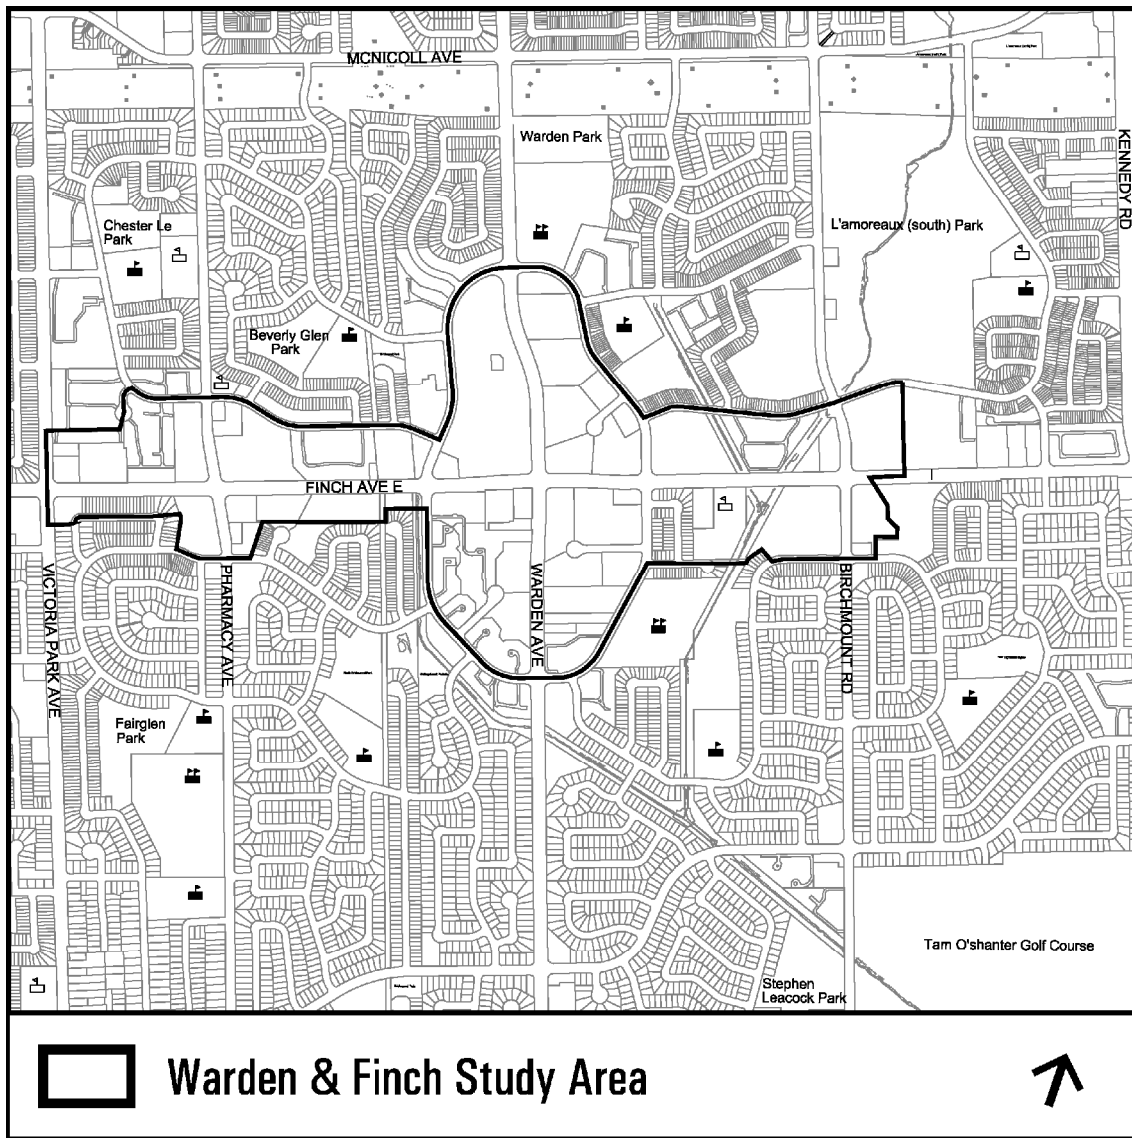 MCNICOLL AVE
Warden Park
KENNEDY RD
Chester Le
Park
L'amoreaux (south) Park
Beverly Glen
Park
FINCH AVE E
VICTORIA PARK AVE
PHARMACY AVE
WARDEN AVE
BIRCHMOUNT RD
Fairglen
Park
Tam O'shanter Golf Course
Stephen
Leacock Park
Warden & Finch Study Area